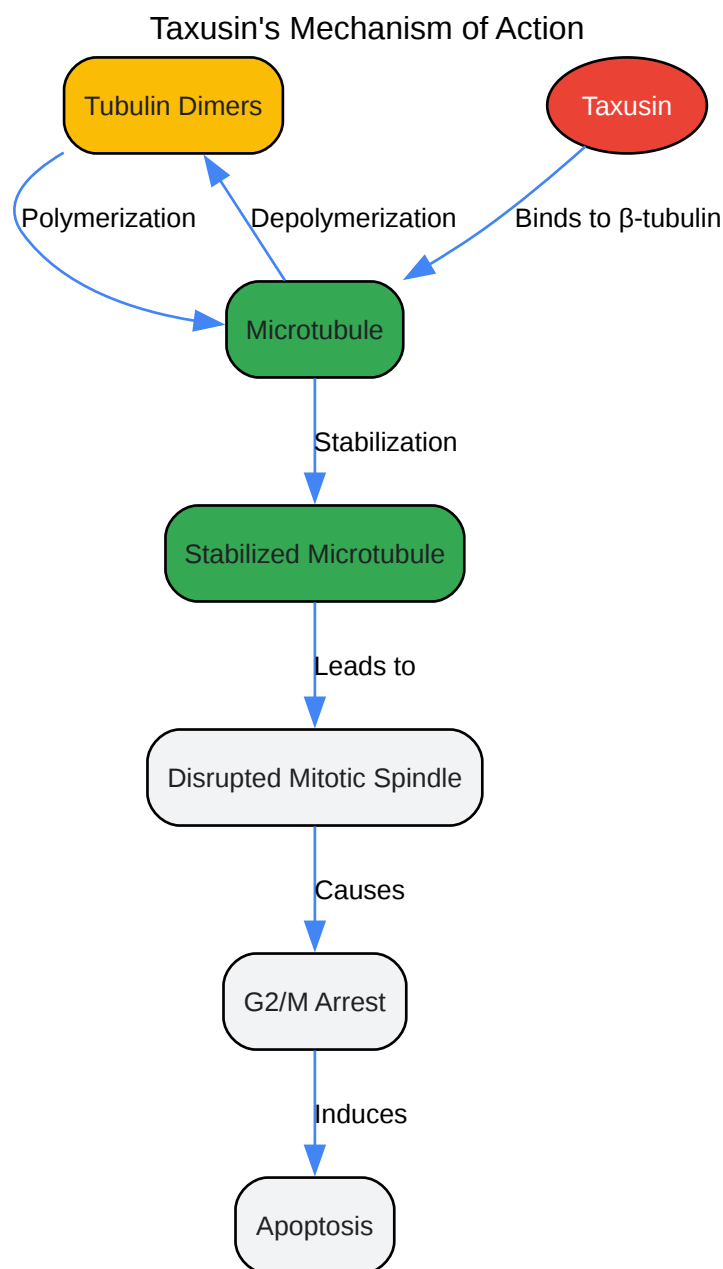 Taxusin's Mechanism of Action
Tubulin Dimers
Taxusin
Polymerization
Depolymerization
Binds to β-tubulin
Microtubule
Stabilization
Stabilized Microtubule
Leads to
Disrupted Mitotic Spindle
Causes
G2/M Arrest
Induces
Apoptosis